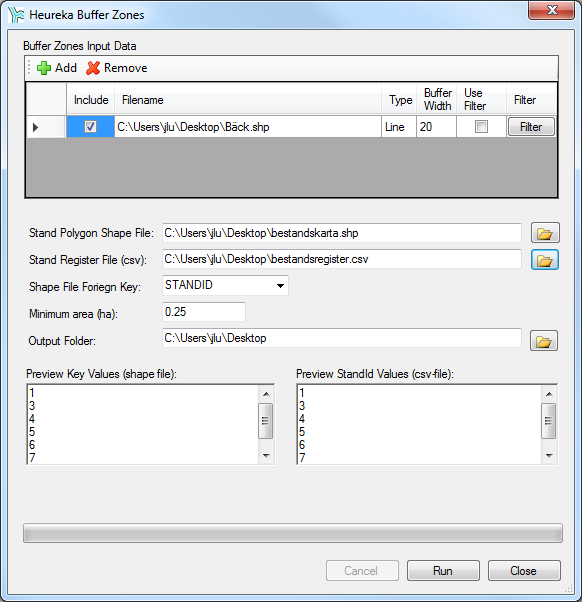 Heureka Buffer Zones
Buffer Zones Input Data
Add Remove
Include Filename Type Buffer Width Use Filter Filter
C:\Users\jlu\Desktop\Bäck.shp Line 20 Filter
Stand Polygon Shape File: C:\Users\jlu\Desktop\bestandskarta.shp
Stand Register File (csv): C:\Users\jlu\Desktop\bestandsregister.csv
Shape File Foriegn Key: STANDID
Minimum area (ha): 0.25
Output Folder: C:\Users\jlu\Desktop
Preview Key Values (shape file): Preview StandId Values (csv-file):
1 1
3 3
4 4
5 5
6 6
7 7
Cancel Run Close